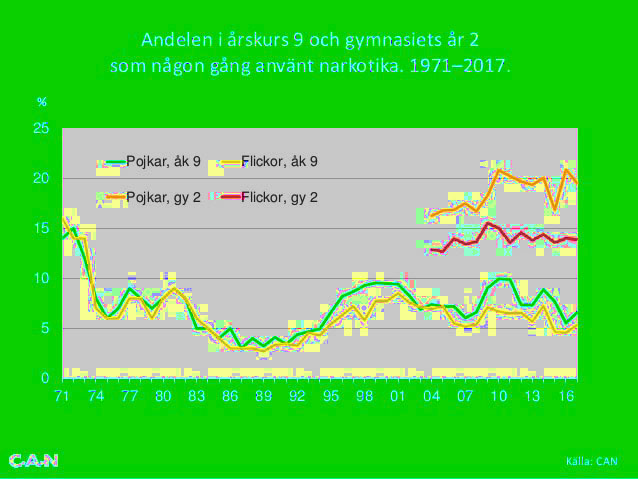 Andelen i årskurs 9 och gymnasiets år 2
som någon gång använt narkotika. 1971–2017.
%
25
Pojkar, åk 9 Flickor, åk 9
20
Pojkar, gy 2 Flickor, gy 2
15
10
5
0
71 74 77 80 83 86 89 92 95 98 01 04 07 10 13 16
CAN
Källa: CAN